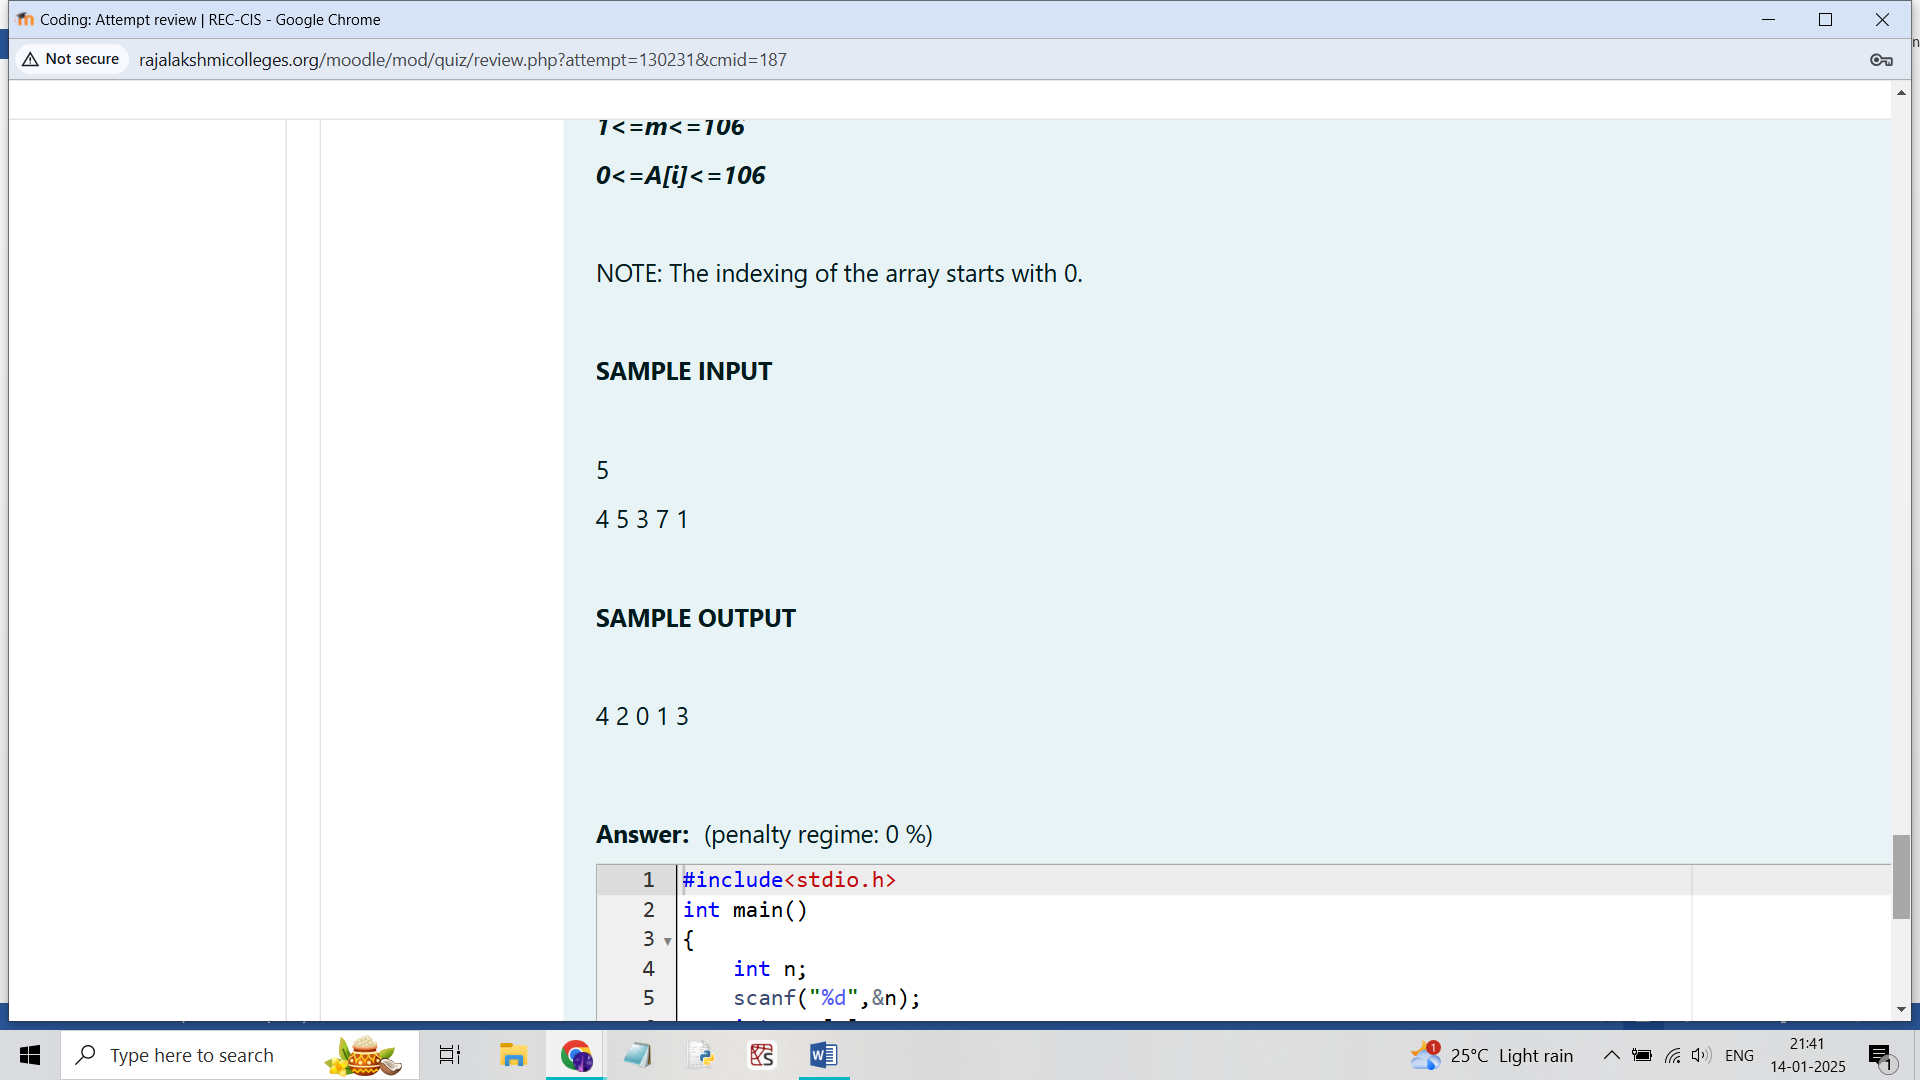 Coding: Attempt review | REC-CIS - Google Chrome
Not secure
rajalakshmicolleges.org/moodle/mod/quiz/review.php?attempt=130231&cmid=187
1<=m<=106
0<=A[i]<=106
NOTE: The indexing of the array starts with 0.
SAMPLE INPUT
5
4 5 3 7 1
SAMPLE OUTPUT
4 2 0 1 3
Answer: (penalty regime: 0 %)
1 #include<stdio.h>
2 int main()
3 {
4 int n;
5 scanf("%d",&n);
Type here to search
1
25°C Light rain
ENG
21:41
14-01-2025
1